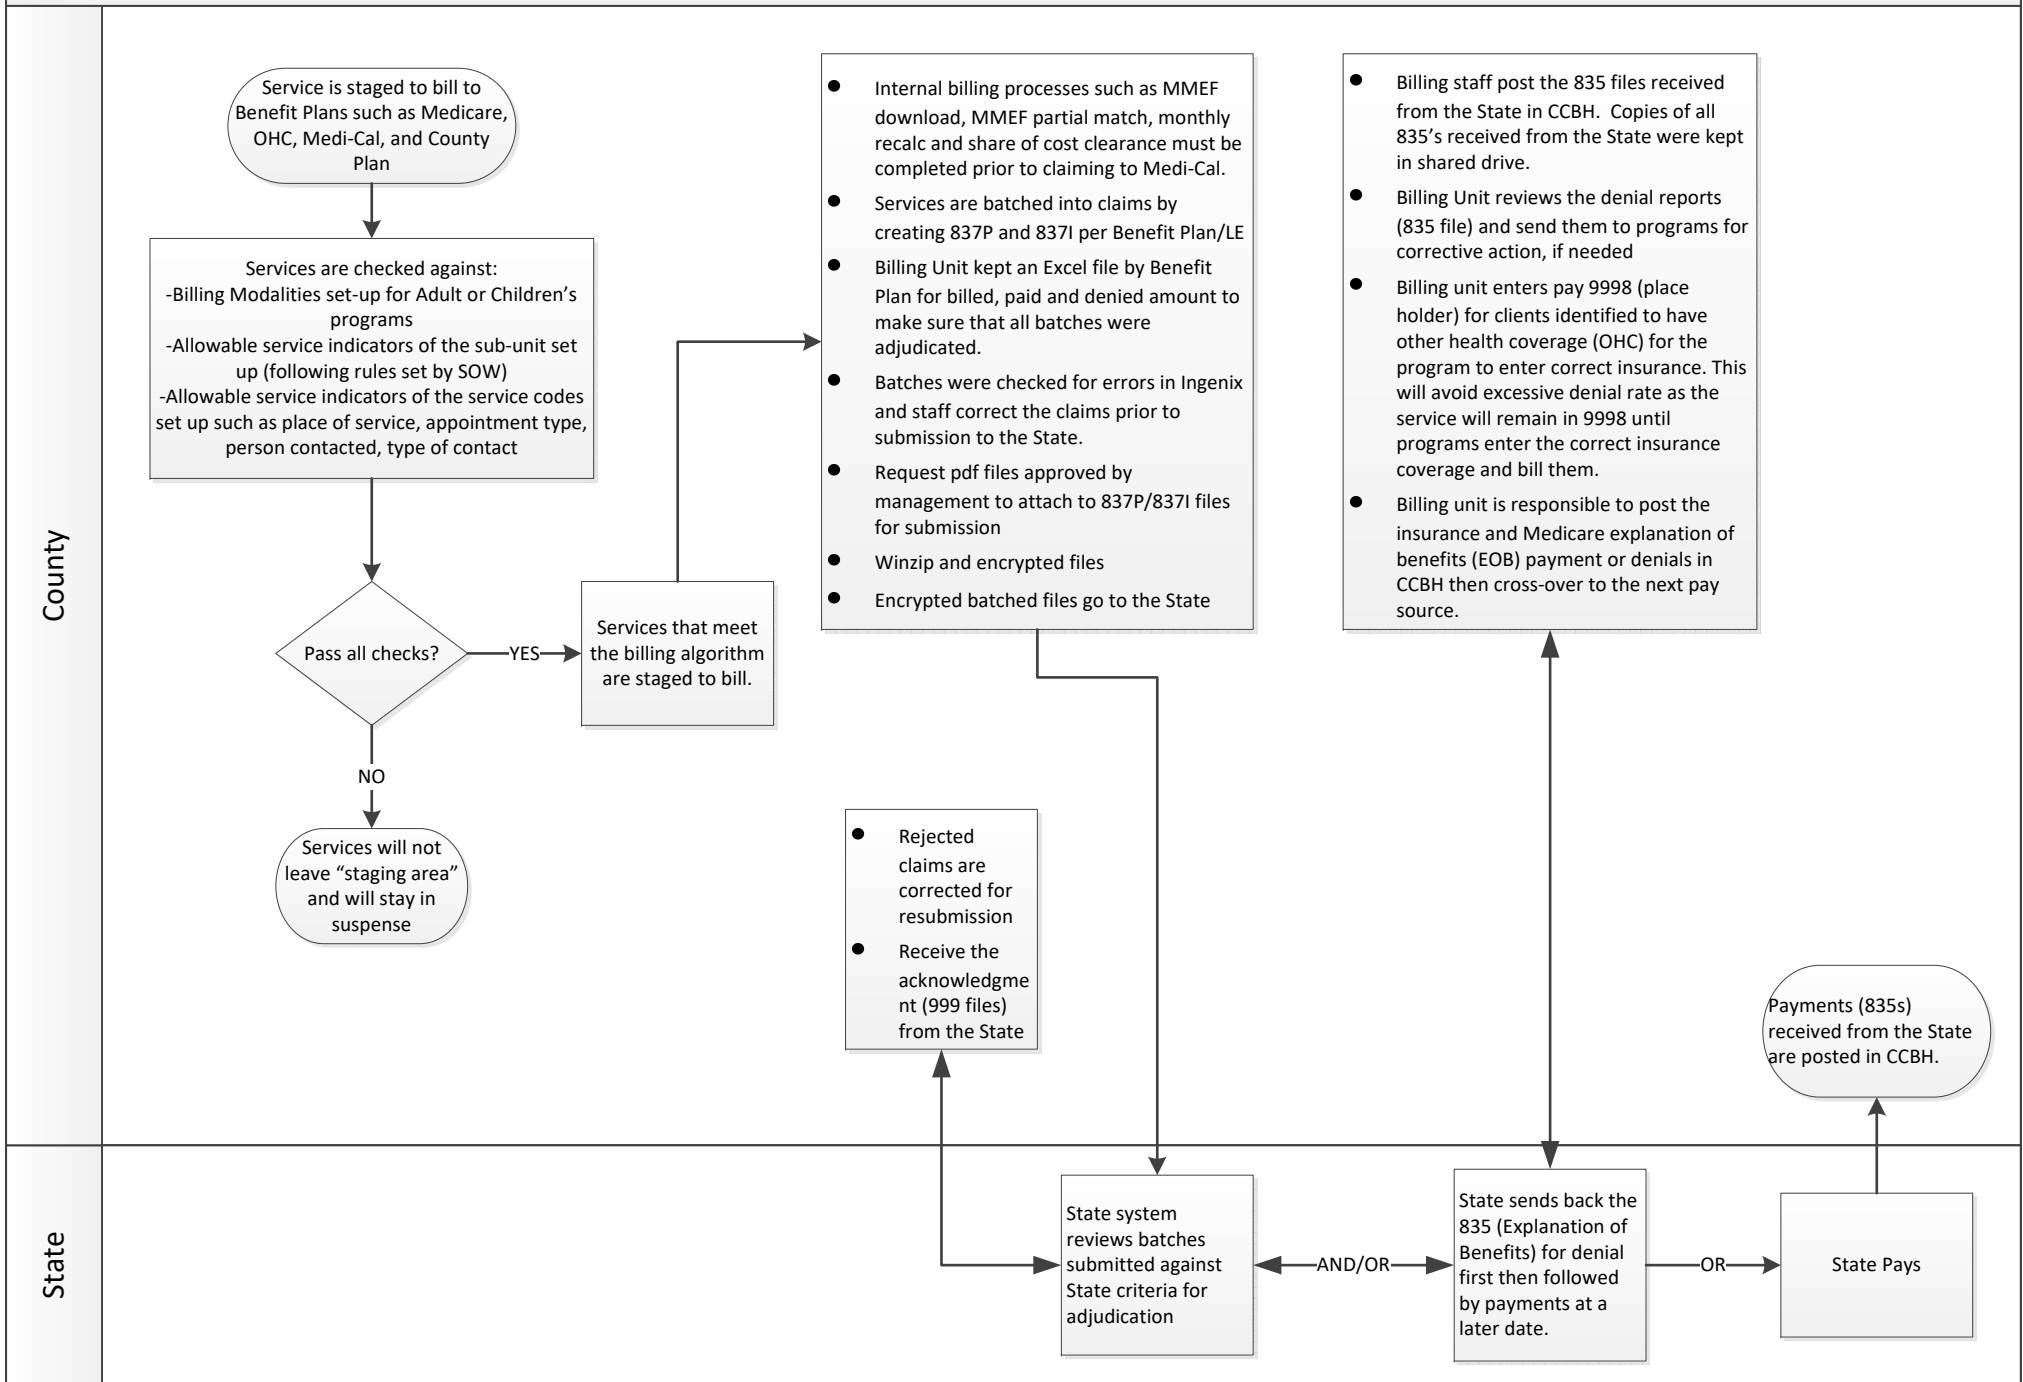 County
Service is staged to bill to
Benefit Plans such as Medicare,
OHC, Medi-Cal, and County
Plan
Services are checked against:
-Billing Modalities set-up for Adult or Children’s
programs
-Allowable service indicators of the sub-unit set
up (following rules set by SOW)
-Allowable service indicators of the service codes
set up such as place of service, appointment type,
person contacted, type of contact
Pass all checks?
YES
NO
Services will not
leave “staging area”
and will stay in
suspense
Services that meet
the billing algorithm
are staged to bill.
● Internal billing processes such as MMEF
download, MMEF partial match, monthly
recalc and share of cost clearance must be
completed prior to claiming to Medi-Cal.
● Services are batched into claims by
creating 837P and 837I per Benefit Plan/LE
● Billing Unit kept an Excel file by Benefit
Plan for billed, paid and denied amount to
make sure that all batches were
adjudicated.
● Batches were checked for errors in Ingenix
and staff correct the claims prior to
submission to the State.
● Request pdf files approved by
management to attach to 837P/837I files
for submission
● Winzip and encrypted files
● Encrypted batched files go to the State
● Billing staff post the 835 files received
from the State in CCBH.  Copies of all
835’s received from the State were kept
in shared drive.
● Billing Unit reviews the denial reports
(835 file) and send them to programs for
corrective action, if needed
● Billing unit enters pay 9998 (place
holder) for clients identified to have
other health coverage (OHC) for the
program to enter correct insurance. This
will avoid excessive denial rate as the
service will remain in 9998 until
programs enter the correct insurance
coverage and bill them.
● Billing unit is responsible to post the
insurance and Medicare explanation of
benefits (EOB) payment or denials in
CCBH then cross-over to the next pay
source.
● Rejected
claims are
corrected for
resubmission
● Receive the
acknowledgme
nt (999 files)
from the State
Payments (835s)
received from the State
are posted in CCBH.
State
State system
reviews batches
submitted against
State criteria for
adjudication
AND/OR
State sends back the
835 (Explanation of
Benefits) for denial
first then followed
by payments at a
later date.
OR
State Pays